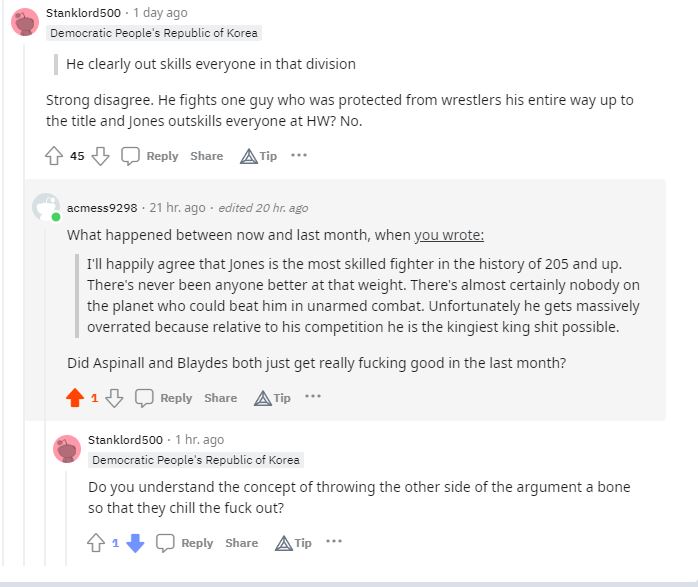 Stanklord500 · 1 day ago
Democratic People's Republic of Korea
He clearly out skills everyone in that division
Strong disagree. He fights one guy who was protected from wrestlers his entire way up to
the title and Jones outskills everyone at HW? No.
45 Reply Share Tip ···
acmess9298 · 21 hr. ago · edited 20 hr. ago
What happened between now and last month, when you wrote:
I'll happily agree that Jones is the most skilled fighter in the history of 205 and up.
There's never been anyone better at that weight. There's almost certainly nobody on
the planet who could beat him in unarmed combat. Unfortunately he gets massively
overrated because relative to his competition he is the kingiest king shit possible.
Did Aspinall and Blaydes both just get really fucking good in the last month?
1 Reply Share Tip ···
Stanklord500 · 1 hr. ago
Democratic People's Republic of Korea
Do you understand the concept of throwing the other side of the argument a bone
so that they chill the fuck out?
1 Reply Share Tip ···